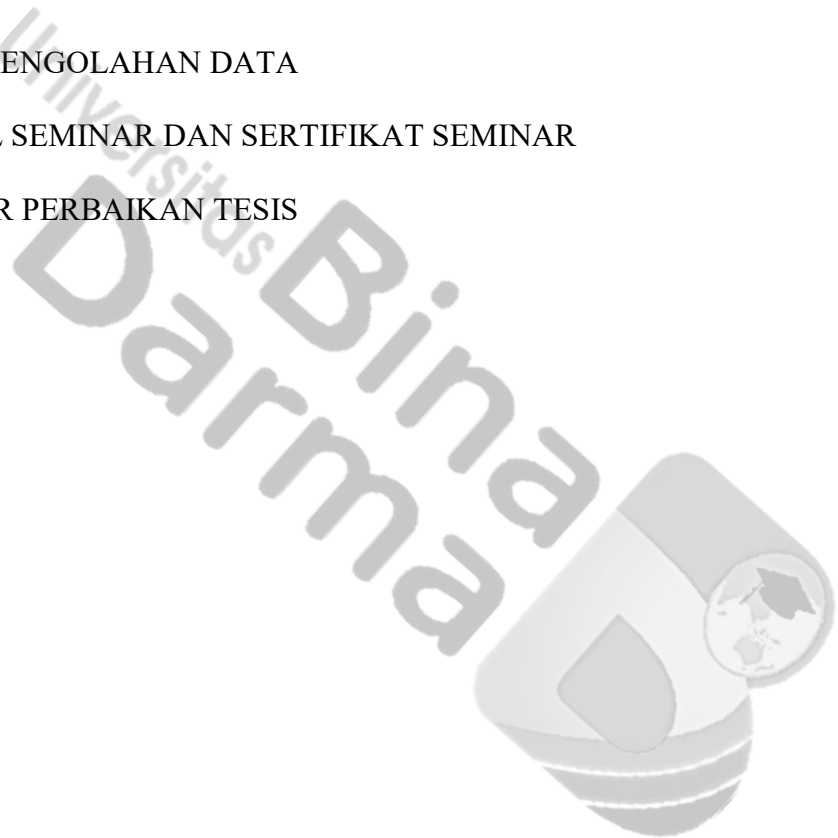 ENGOLAHAN DATA
SEMINAR DAN SERTIFIKAT SEMINAR
R PERBAIKAN TESIS
Universitas
Bina
Darma